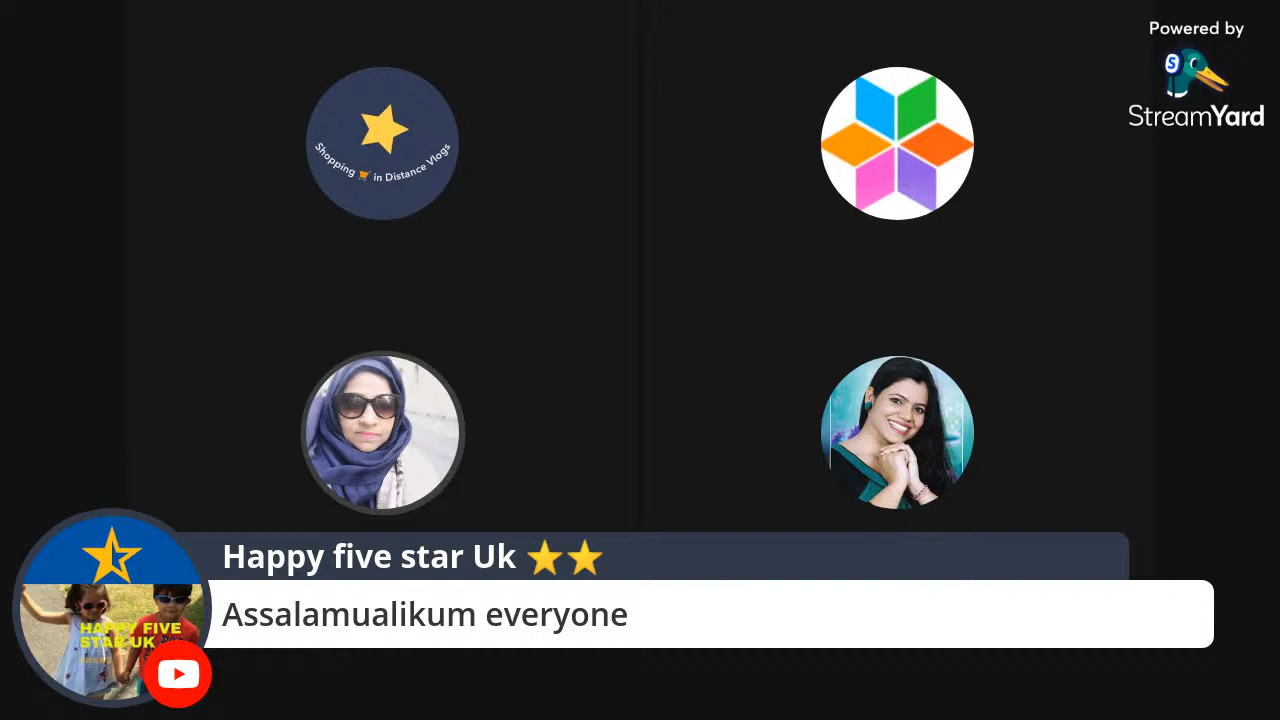 Powered by
S
StreamYard
Shopping 🛒 in Distance Vlogs
Happy five star Uk ⭐⭐
Assalamualikum everyone
HAPPY FIVE
STAR UK